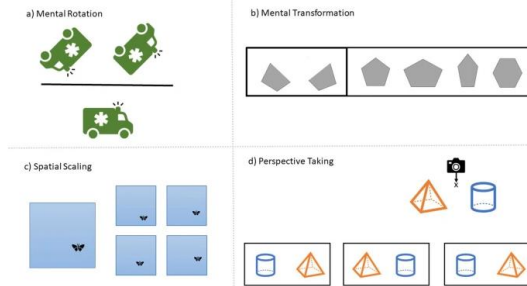 a) Mental Rotation
b) Mental Transformation
c) Spatial Scaling
d) Perspective Taking
x